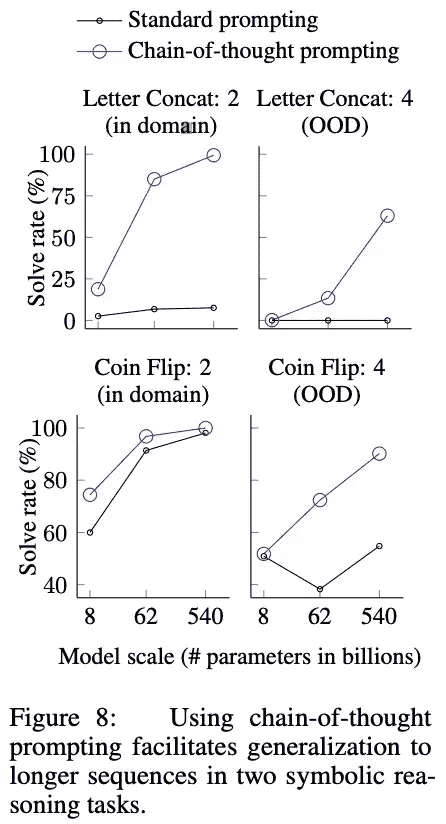 Standard prompting
Chain-of-thought prompting
Letter Concat: 2
(in domain)
Letter Concat: 4
(OOD)
Solve rate (%)
100
75
50
25
0
Coin Flip: 2
(in domain)
Coin Flip: 4
(OOD)
Solve rate (%)
100
80
60
40
8 62 540
8 62 540
Model scale (# parameters in billions)
Figure 8: Using chain-of-thought
prompting facilitates generalization to
longer sequences in two symbolic rea-
soning tasks.